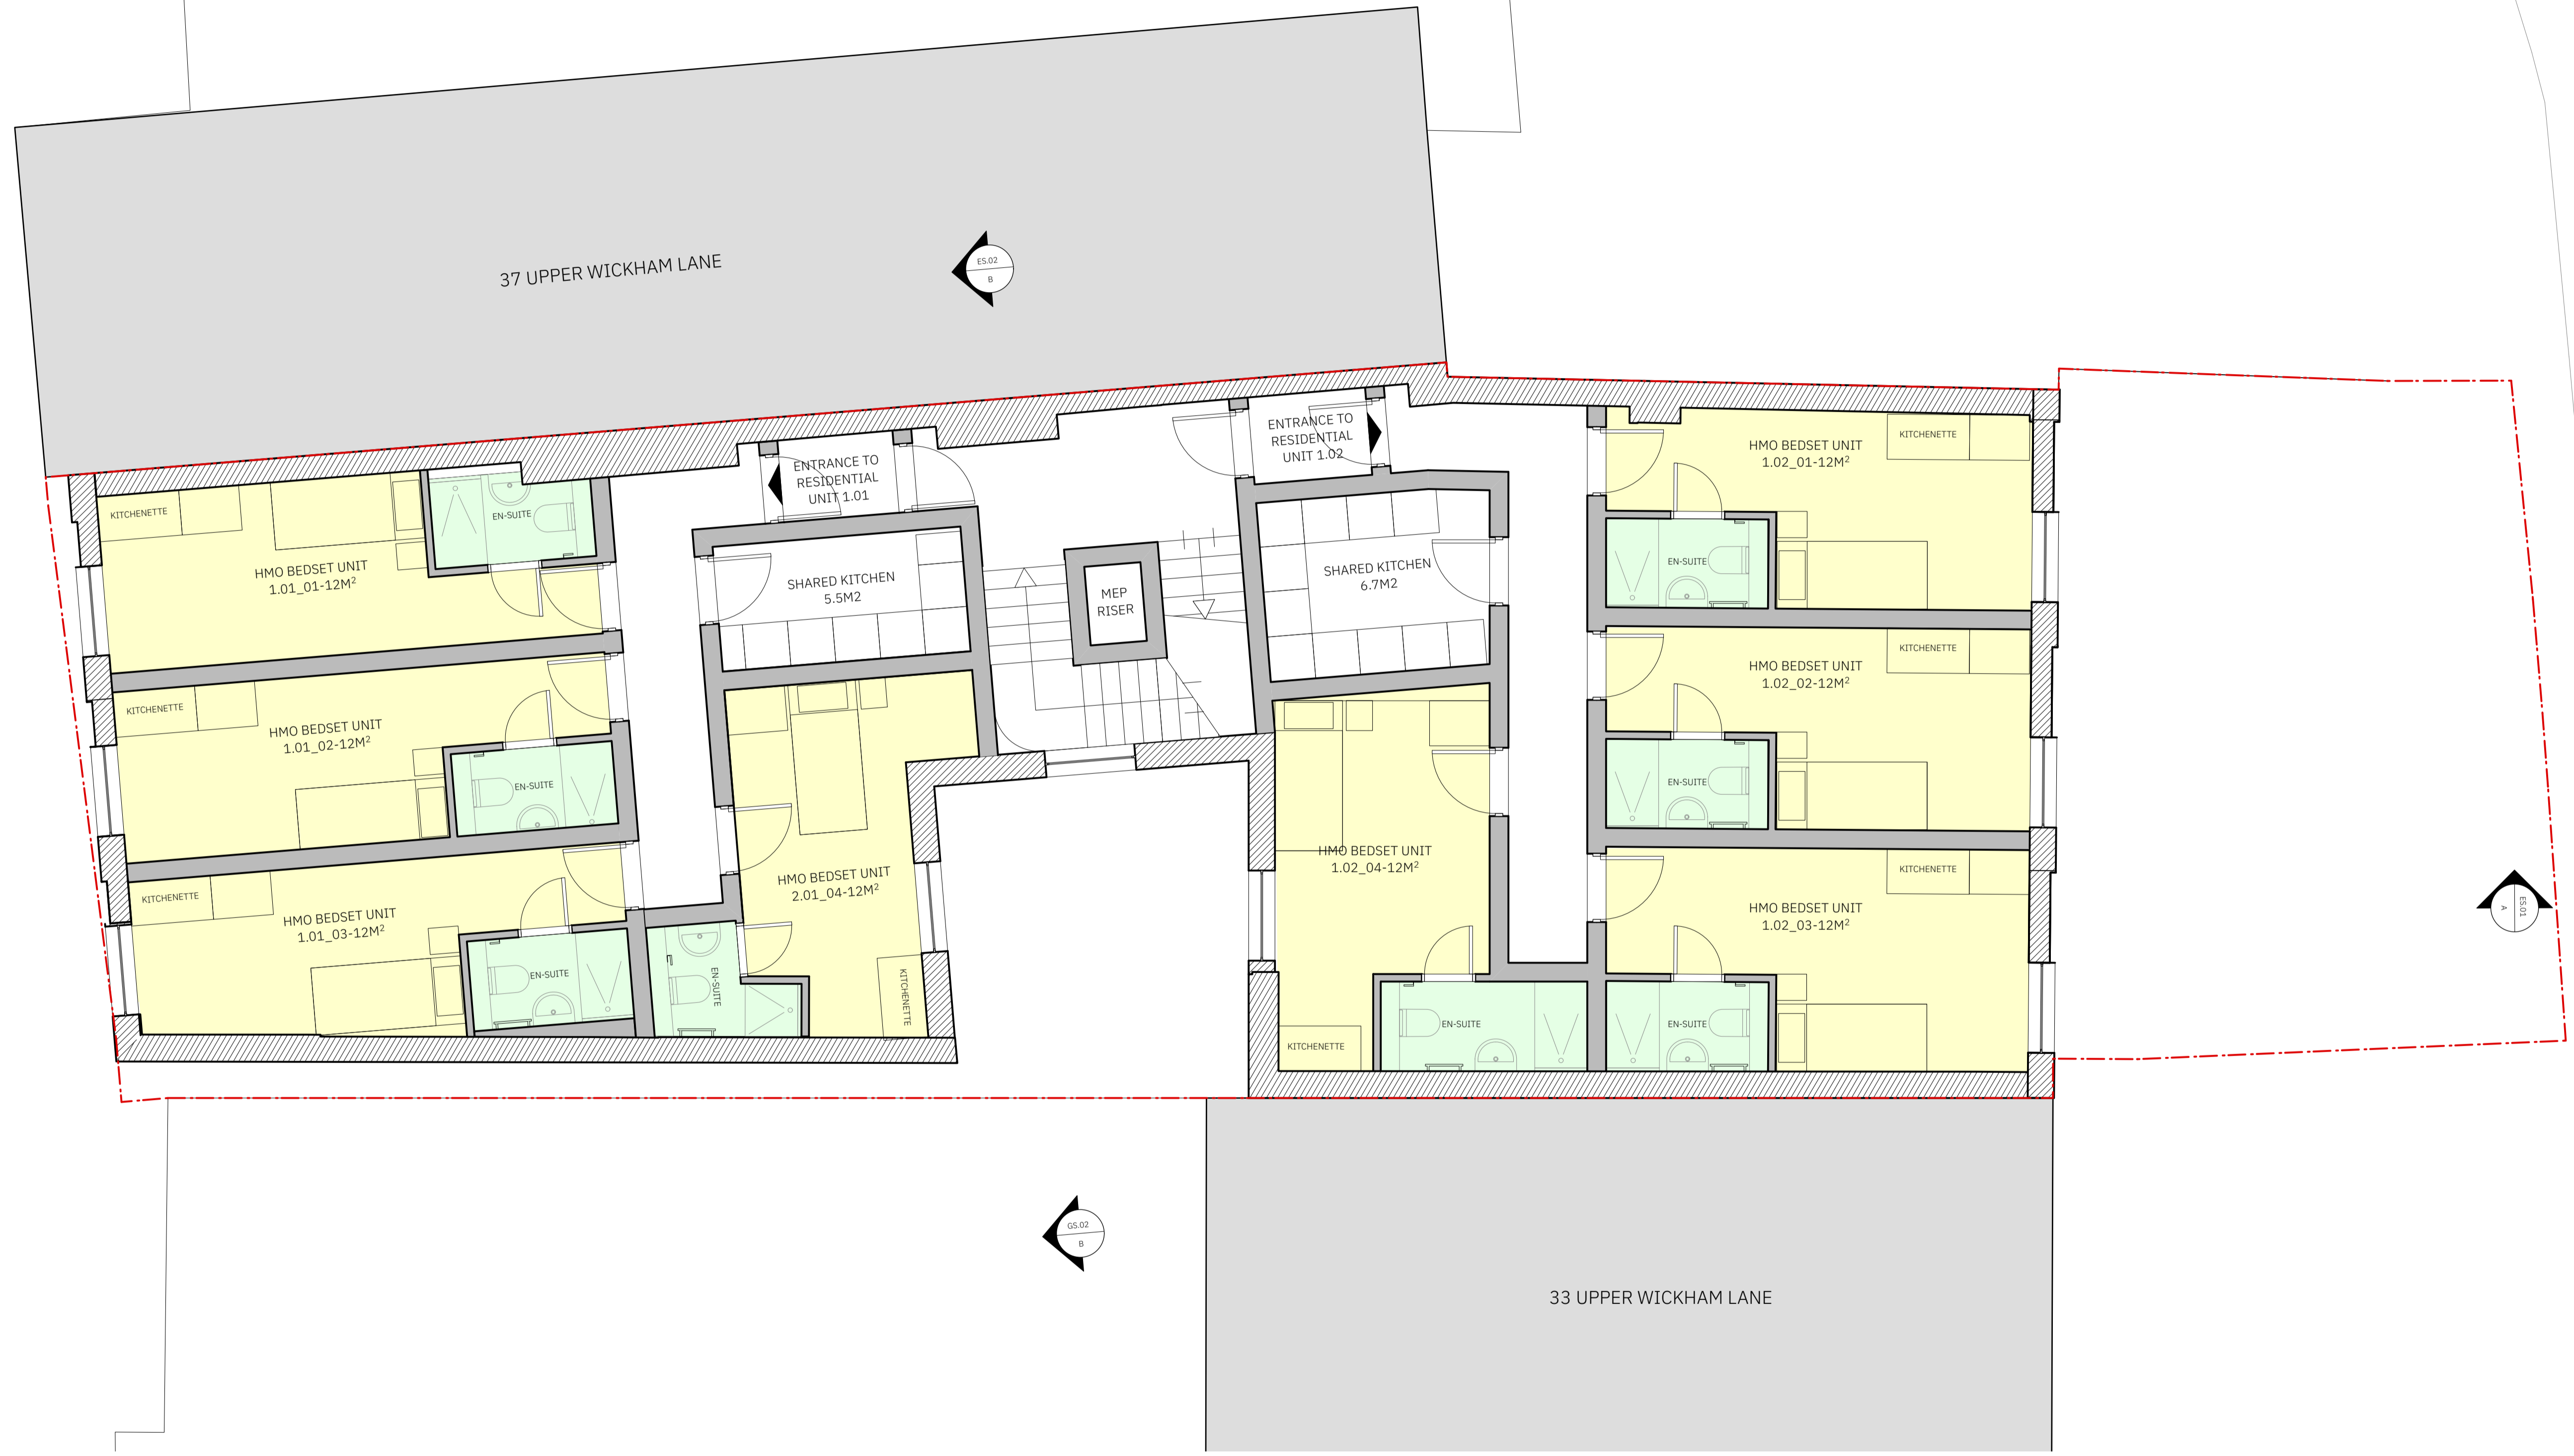 37 UPPER WICKHAM LANE
ES.02
B
ENTRANCE TO
RESIDENTIAL
UNIT 1.01
ENTRANCE TO
RESIDENTIAL
UNIT 1.02
KITCHENETTE
EN-SUITE
HMO BEDSET UNIT
1.01_01-12M²
SHARED KITCHEN
5.5M2
MEP
RISER
SHARED KITCHEN
6.7M2
HMO BEDSET UNIT
1.02_01-12M²
KITCHENETTE
EN-SUITE
KITCHENETTE
HMO BEDSET UNIT
1.01_02-12M²
EN-SUITE
HMO BEDSET UNIT
1.02_02-12M²
KITCHENETTE
EN-SUITE
KITCHENETTE
HMO BEDSET UNIT
1.01_03-12M²
EN-SUITE
HMO BEDSET UNIT
2.01_04-12M²
EN-SUITE
KITCHENETTE
HMO BEDSET UNIT
1.02_04-12M²
KITCHENETTE
EN-SUITE
HMO BEDSET UNIT
1.02_03-12M²
KITCHENETTE
EN-SUITE
ES.01
A
GS.02
B
33 UPPER WICKHAM LANE